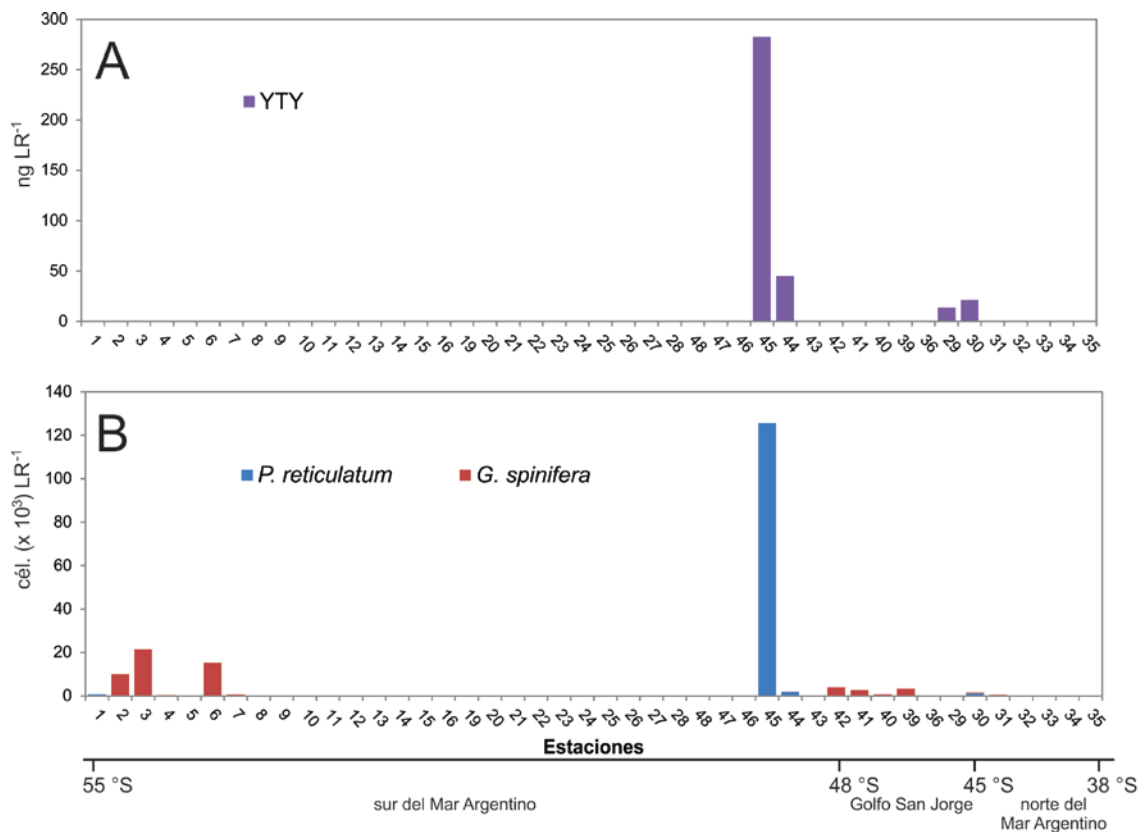 A
YTY
ng LR⁻¹
300
250
200
150
100
50
0
1 2 3 4 5 6 7 8 9 10 11 12 13 14 15 16 19 20 21 22 23 24 25 26 27 28 48 47 46 45 44 43 42 41 40 39 36 29 30 31 32 33 34 35
B
P. reticulatum G. spinifera
cél. (x 10³) LR⁻¹
140
120
100
80
60
40
20
0
1 2 3 4 5 6 7 8 9 10 11 12 13 14 15 16 19 20 21 22 23 24 25 26 27 28 48 47 46 45 44 43 42 41 40 39 36 29 30 31 32 33 34 35
Estaciones
55 °S 48 °S 45 °S 38 °S
sur del Mar Argentino Golfo San Jorge norte del
Mar Argentino